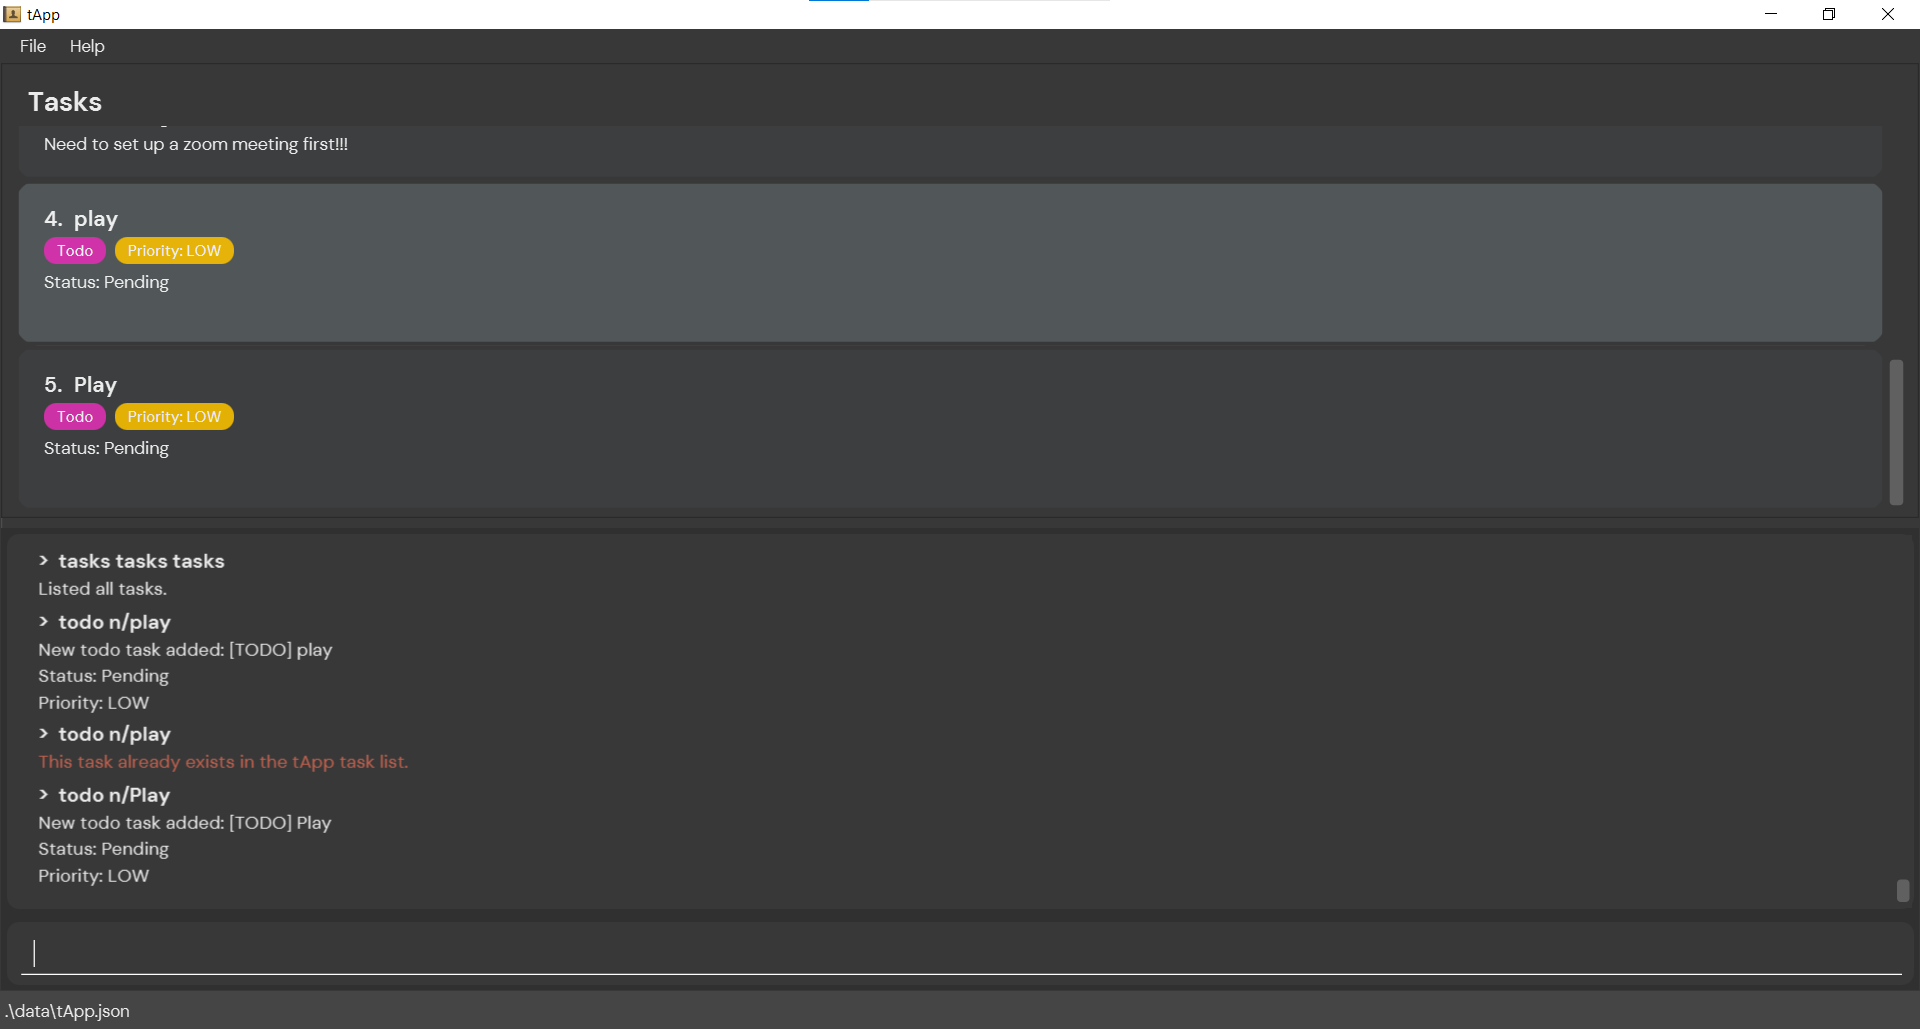 tApp
File Help
Tasks
Need to set up a zoom meeting first!!!
4. play
Todo Priority: LOW
Status: Pending
5. Play
Todo Priority: LOW
Status: Pending
> tasks tasks tasks
Listed all tasks.
> todo n/play
New todo task added: [TODO] play
Status: Pending
Priority: LOW
> todo n/play
This task already exists in the tApp task list.
> todo n/Play
New todo task added: [TODO] Play
Status: Pending
Priority: LOW
.\data\tApp.json